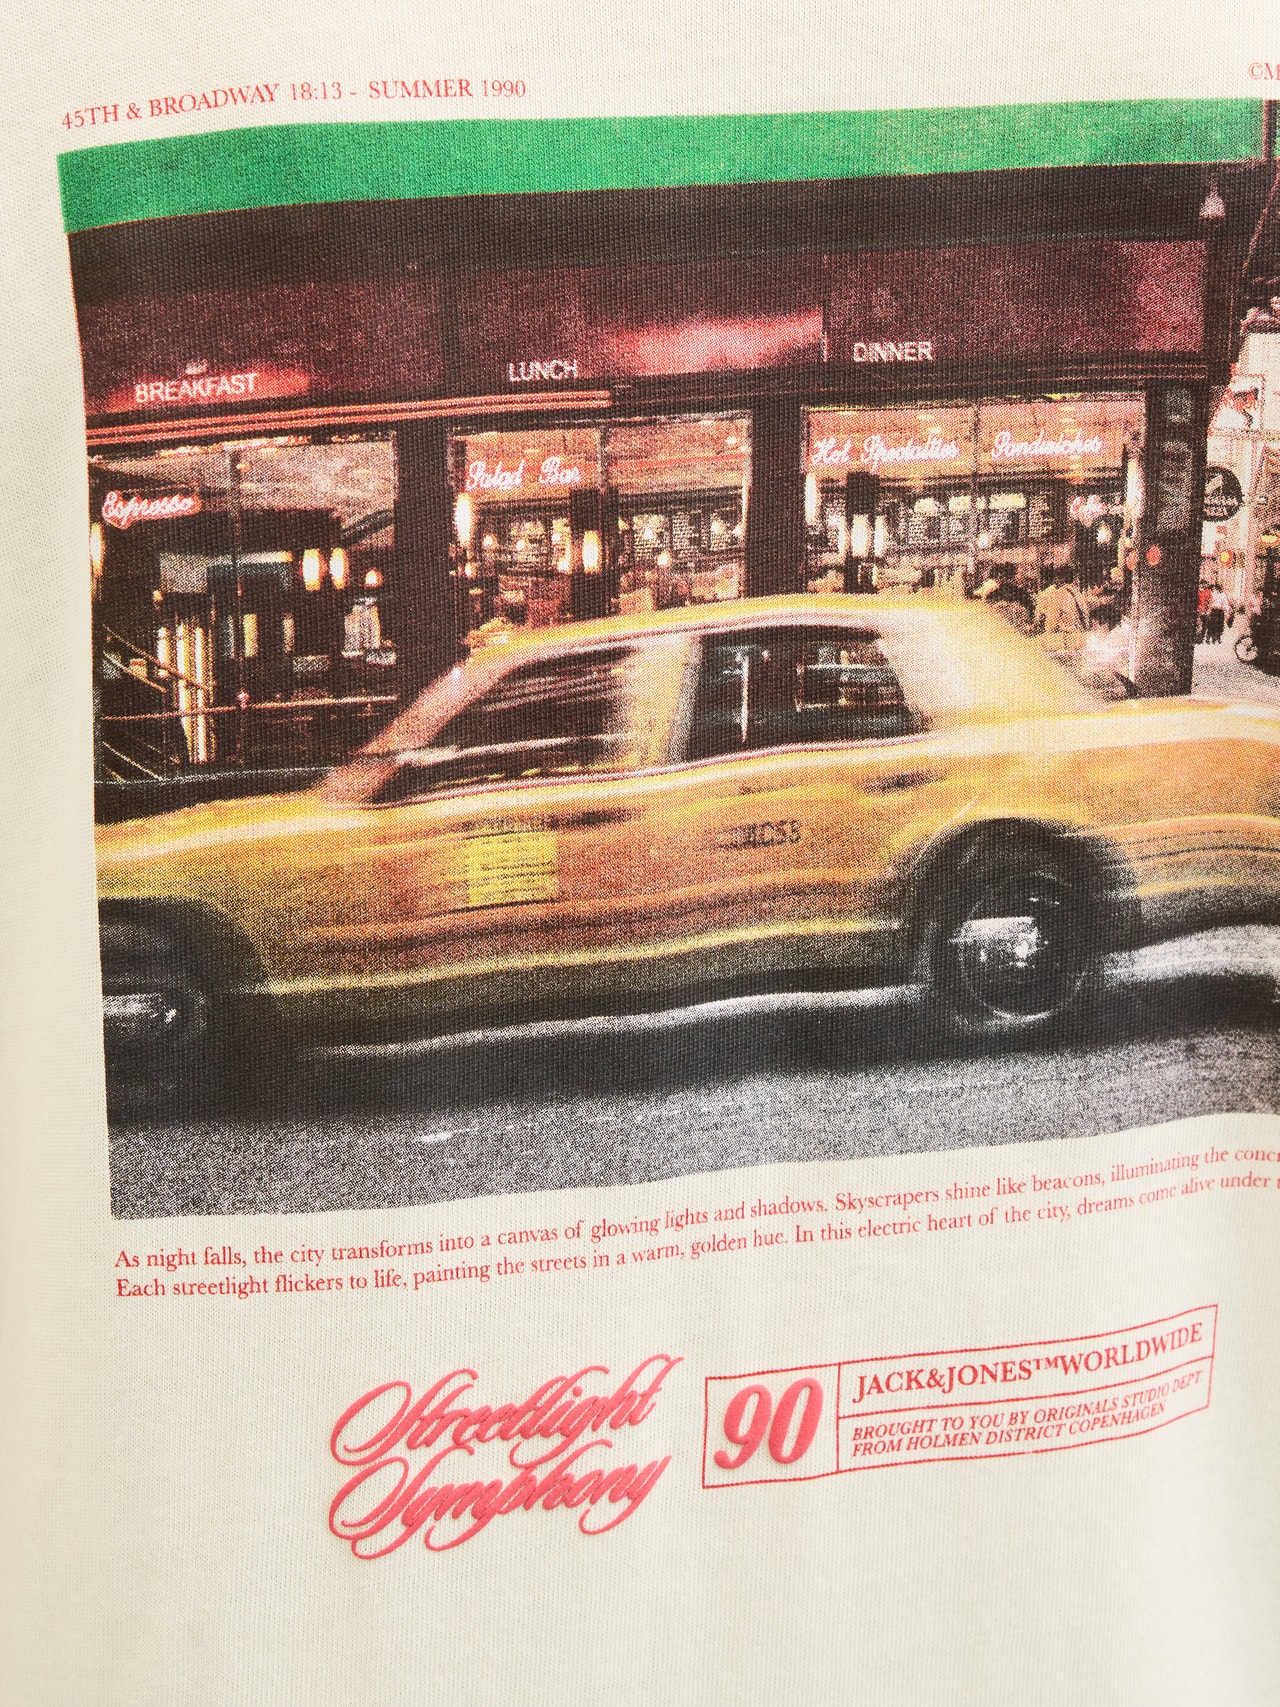 45TH & BROADWAY 18:13 - SUMMER 1990
©M
BREAKFAST
LUNCH
DINNER
Espresso
Salad Bar
Hot Specialties
Sandwiches
As night falls, the city transforms into a canvas of glowing lights and shadows. Skyscrapers shine like beacons, illuminating the conc
Each streetlight flickers to life, painting the streets in a warm, golden hue. In this electric heart of the city, dreams come alive under
Streetlight
Symphony
90
JACK&JONES™WORLDWIDE
BROUGHT TO YOU BY ORIGINALS STUDIO DEPT.
FROM HOLMEN DISTRICT COPENHAGEN